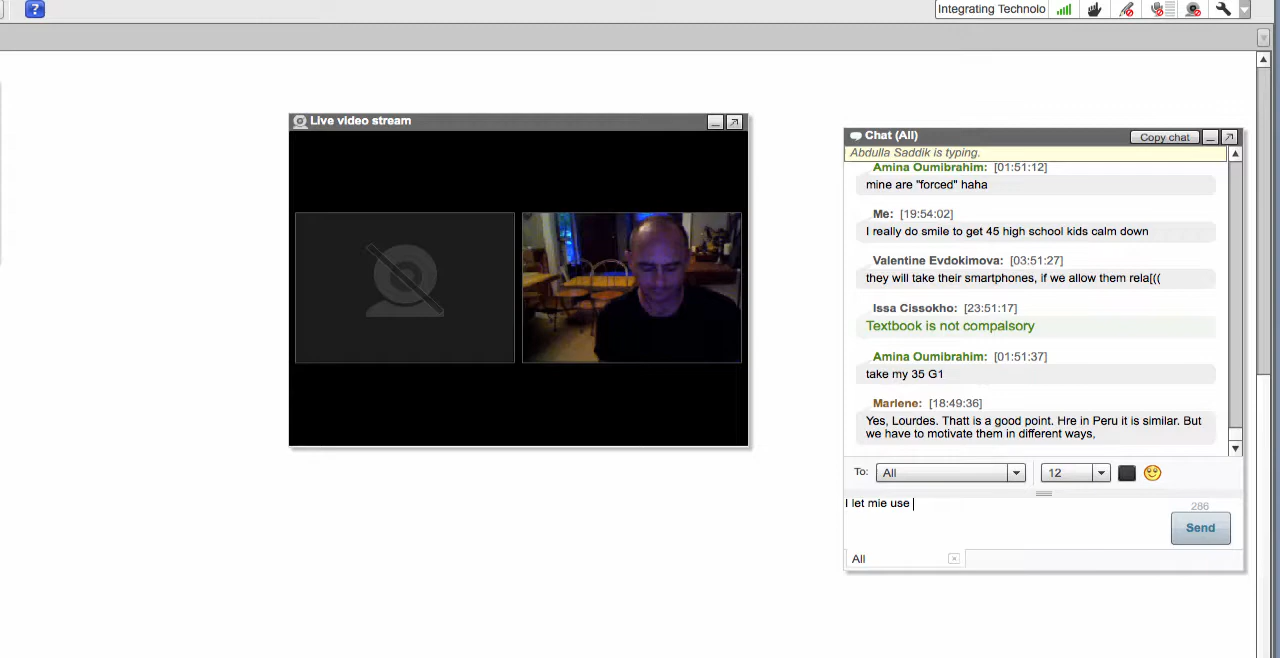 ?
Integrating Technolo
Live video stream
Chat (All)
Copy chat
Abdulla Saddik is typing.
Amina Oumibrahim: [01:51:12]
mine are "forced" haha
Me: [19:54:02]
I really do smile to get 45 high school kids calm down
Valentine Evdokimova: [03:51:27]
they will take their smartphones, if we allow them rela[((
Issa Cissokho: [23:51:17]
Textbook is not compalsory
Amina Oumibrahim: [01:51:37]
take my 35 G1
Marlene: [18:49:36]
Yes, Lourdes. Thatt is a good point. Hre in Peru it is similar. But
we have to motivate them in different ways,
To: All 12
I let mie use
286
Send
All